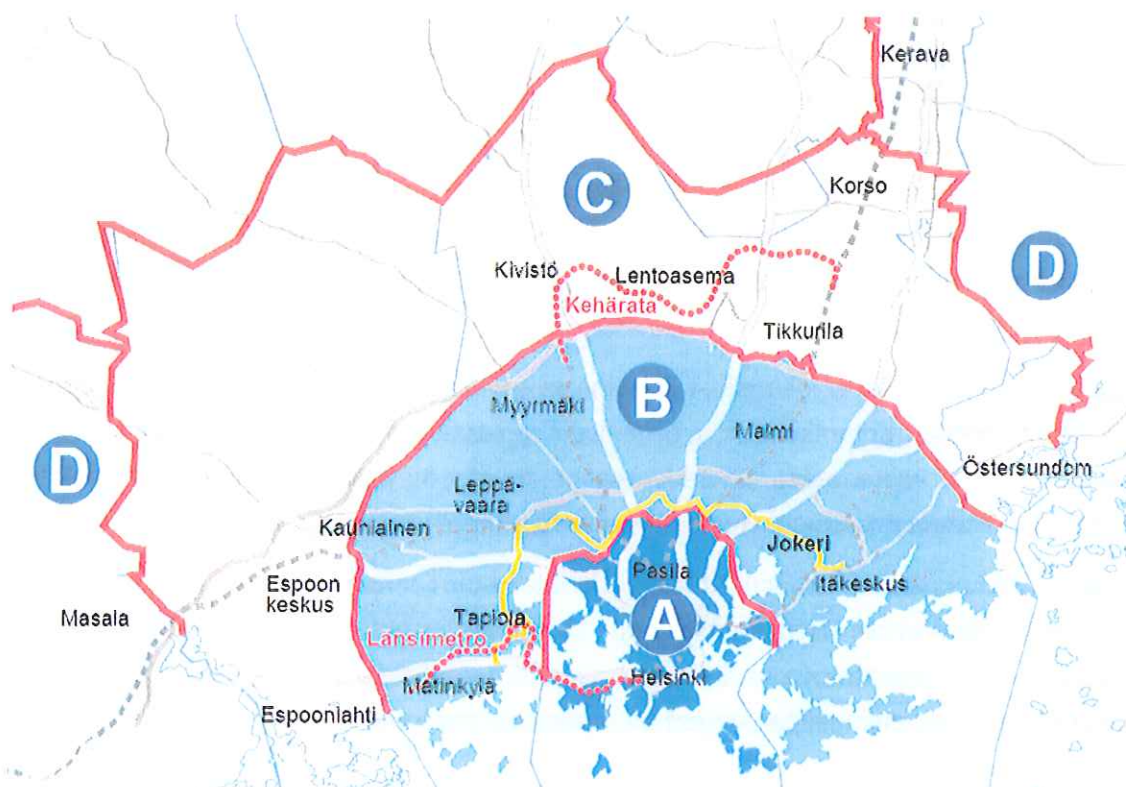 Kerava
C
Korso
D
Kivistö
Lentoasema
Kehärata
Tikkurila
Myyrmäki
B
Malmi
D
Leppä-
vaara
Östersundom
Kauniainen
Jokeri
Pasila
Itäkeskus
Espoon
keskus
Masala
Tapiola
A
Länsimetro
Matinkylä
Helsinki
Espoonlahti